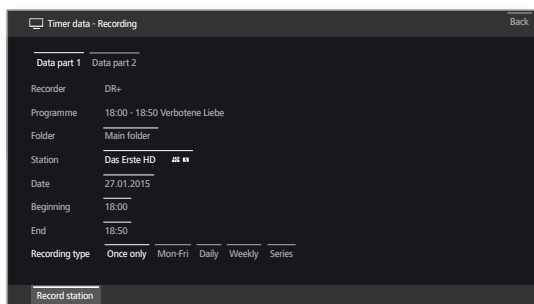 Timer data - Recording
Back
Data part 1 Data part 2
Recorder DR+
Programme 18:00 - 18:50 Verbotene Liebe
Folder Main folder
Station Das Erste HD
Date 27.01.2015
Beginning 18:00
End 18:50
Recording type Once only Mon-Fri Daily Weekly Series
Record station